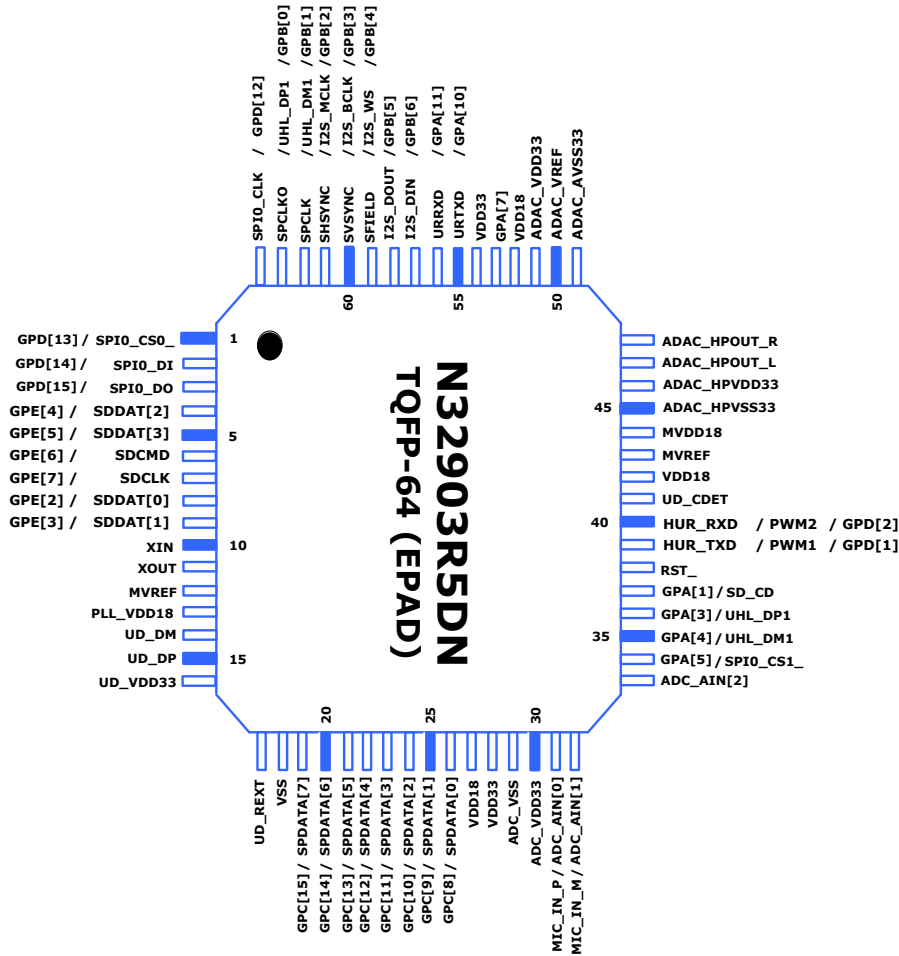 SPI0_CLK / GPD[12]
SPCLKO /UHL_DP1 /GPB[0]
SPCLK /UHL_DM1 /GPB[1]
SHSYNC /I2S_MCLK /GPB[2]
SVSYNC /I2S_BCLK /GPB[3]
SFIELD /I2S_WS /GPB[4]
I2S_DOUT /GPB[5]
I2S_DIN /GPB[6]
URRXD /GPA[11]
URTXD /GPA[10]
VDD33
GPA[7]
VDD18
ADAC_VDD33
ADAC_VREF
ADAC_AVSS33
60
55
50
GPD[13]/ SPI0_CS0_ 1
GPD[14]/ SPI0_DI
GPD[15]/ SPI0_DO
GPE[4] / SDDAT[2]
GPE[5] / SDDAT[3] 5
GPE[6] / SDCMD
GPE[7] / SDCLK
GPE[2] / SDDAT[0]
GPE[3] / SDDAT[1]
XIN 10
XOUT
MVREF
PLL_VDD18
UD_DM
UD_DP 15
UD_VDD33
N32903R5DN
TQFP-64 (EPAD)
ADAC_HPOUT_R
ADAC_HPOUT_L
ADAC_HPVDD33
45 ADAC_HPVSS33
MVDD18
MVREF
VDD18
UD_CDET
40 HUR_RXD / PWM2 / GPD[2]
HUR_TXD / PWM1 / GPD[1]
RST_
GPA[1]/ SD_CD
GPA[3] / UHL_DP1
35 GPA[4] / UHL_DM1
GPA[5] / SPI0_CS1_
ADC_AIN[2]
20
25
30
UD_REXT
VSS
GPC[15] / SPDATA[7]
GPC[14] / SPDATA[6]
GPC[13] / SPDATA[5]
GPC[12] / SPDATA[4]
GPC[11] / SPDATA[3]
GPC[10] / SPDATA[2]
GPC[9] / SPDATA[1]
GPC[8] / SPDATA[0]
VDD18
VDD33
ADC_VSS
ADC_VDD33
MIC_IN_P / ADC_AIN[0]
MIC_IN_M / ADC_AIN[1]